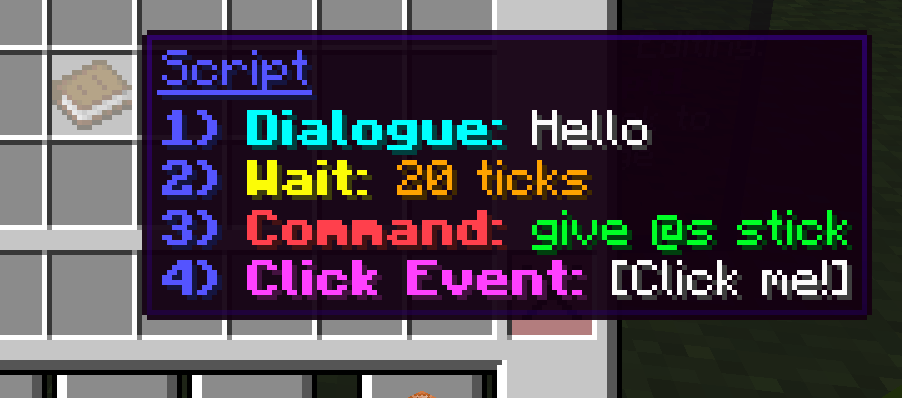 Script
1) Dialogue: Hello
2) Wait: 20 ticks
3) Command: give @s stick
4) Click Event: [Click me!]